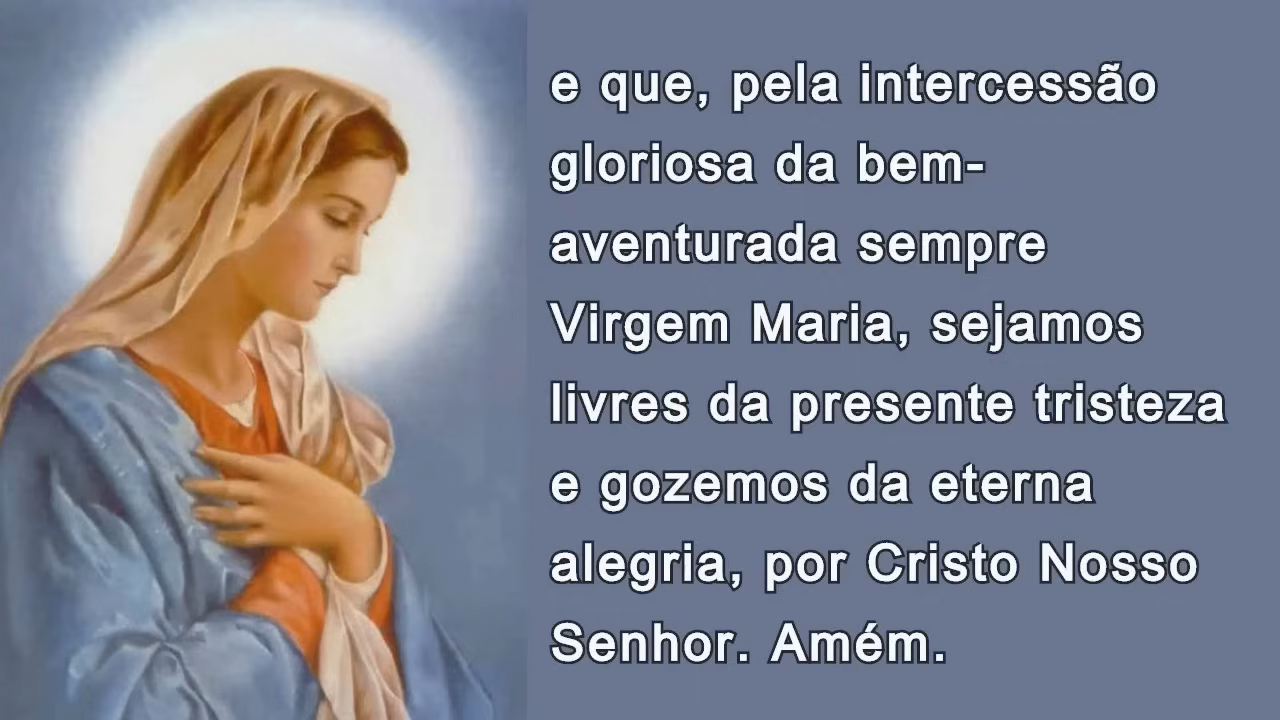 e que, pela intercessão
gloriosa da bem-
aventurada sempre
Virgem Maria, sejamos
livres da presente tristeza
e gozemos da eterna
alegria, por Cristo Nosso
Senhor. Amém.